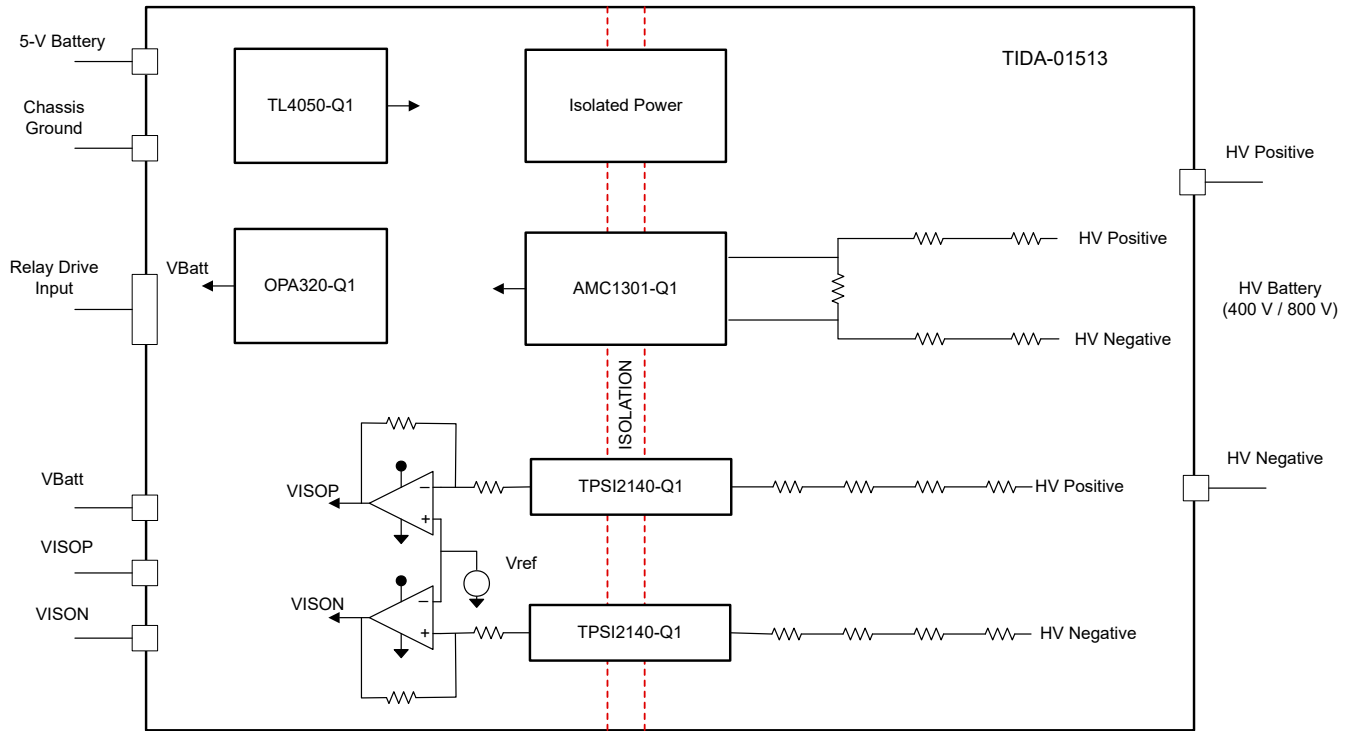 5-V Battery
TIDA-01513
TL4050-Q1
Isolated Power
Chassis
Ground
HV Positive
HV Positive
Relay Drive
Input
VBatt
OPA320-Q1
AMC1301-Q1
HV Battery
(400 V / 800 V)
HV Negative
ISOLATION
HV Negative
VBatt
VISOP
−
+
TPSI2140-Q1
HV Positive
VISOP
Vref
VISON
VISON
−
+
TPSI2140-Q1
HV Negative